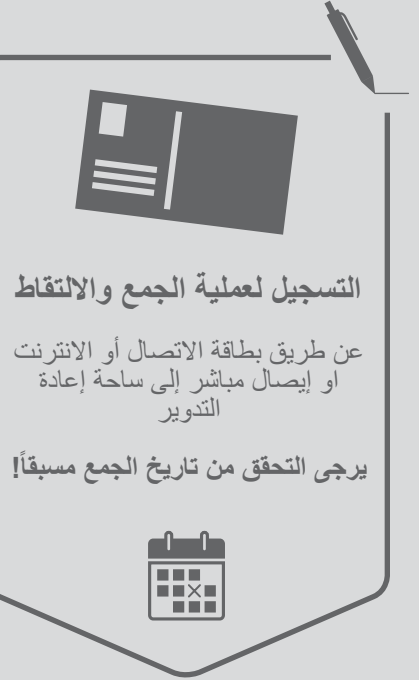 التسجيل لعملية الجمع والالتقاط
عن طريق بطاقة الاتصال أو الانترنت
او إيصال مباشر إلى ساحة إعادة
التدوير
يرجى التحقق من تاريخ الجمع مسبقاً!